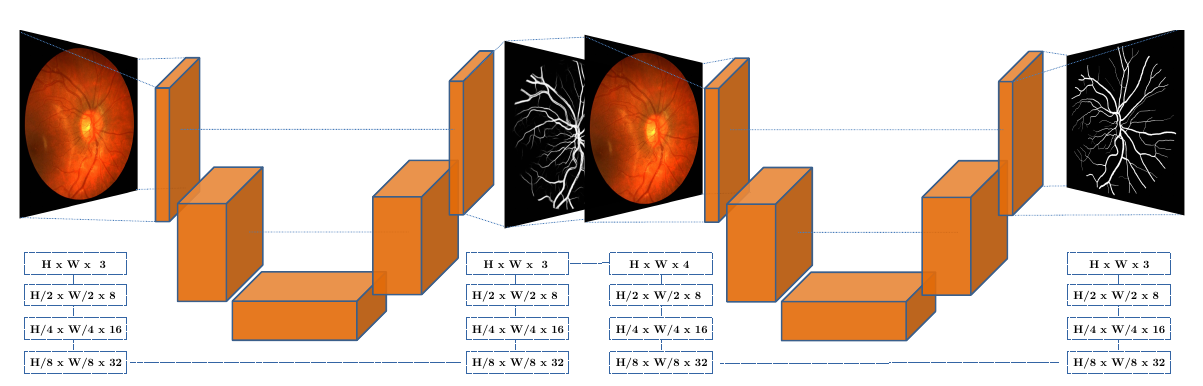 H x W x 3
H/2 x W/2 x 8
H/4 x W/4 x 16
H/8 x W/8 x 32
H x W x 3
H/2 x W/2 x 8
H/4 x W/4 x 16
H/8 x W/8 x 32
H x W x 4
H/2 x W/2 x 8
H/4 x W/4 x 16
H/8 x W/8 x 32
H x W x 3
H/2 x W/2 x 8
H/4 x W/4 x 16
H/8 x W/8 x 32